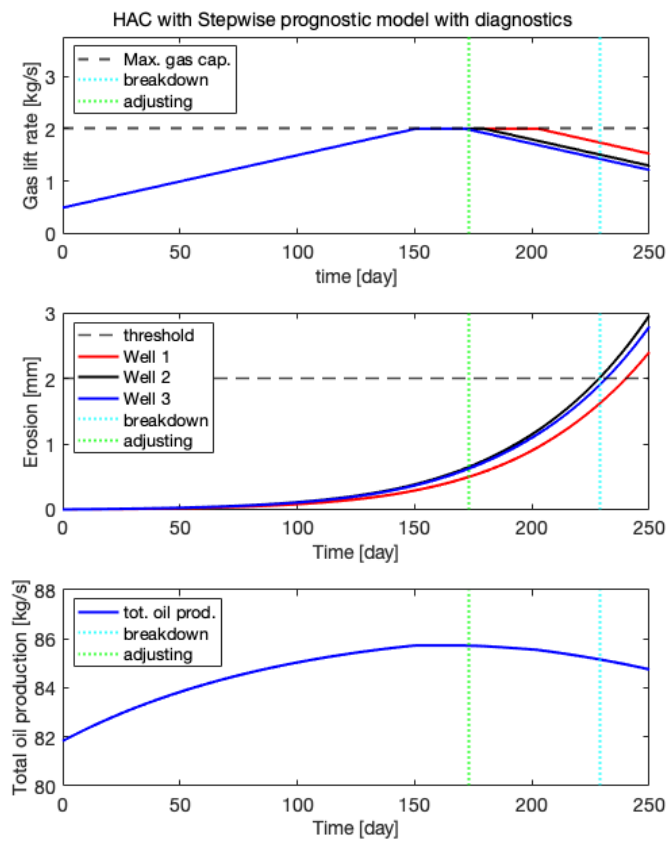 HAC with Stepwise prognostic model with diagnostics
Gas lift rate [kg/s]
3
2
1
0
Max. gas cap.
breakdown
adjusting
0 50 100 150 200 250
time [day]
Erosion [mm]
3
2
1
0
threshold
Well 1
Well 2
Well 3
breakdown
adjusting
0 50 100 150 200 250
Time [day]
Total oil production [kg/s]
88
86
84
82
80
tot. oil prod.
breakdown
adjusting
0 50 100 150 200 250
Time [day]